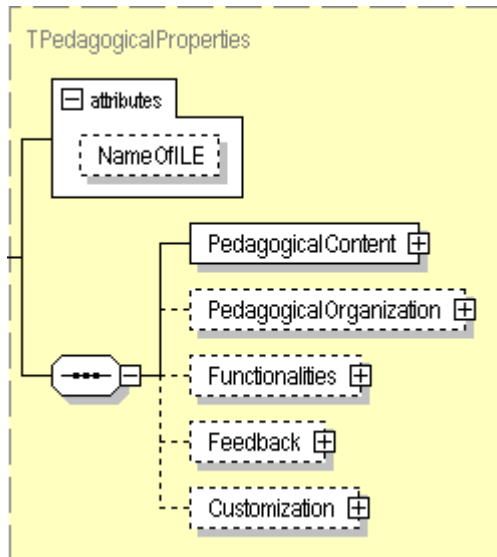 TPedagogicalProperties
attributes
NameOfILE
PedagogicalContent
PedagogicalOrganization
Functionalities
Feedback
Customization